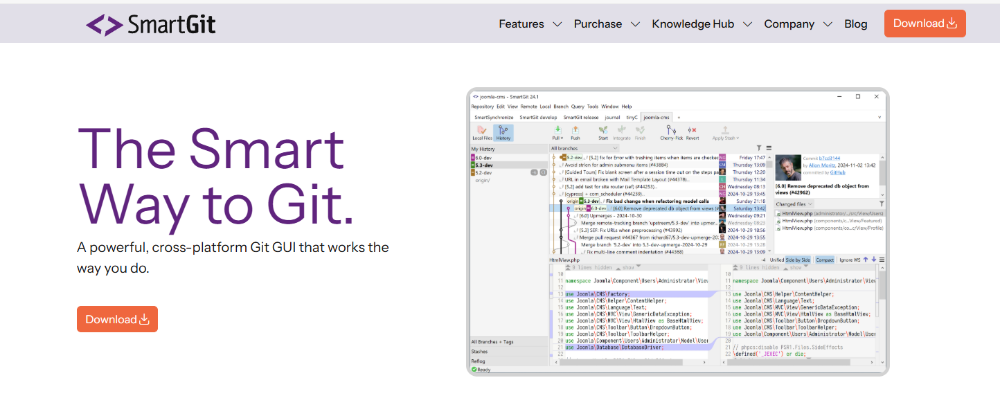 SmartGit
Features Purchase Knowledge Hub Company Blog Download
The Smart
Way to Git.
A powerful, cross-platform Git GUI that works the
way you do.
Download
joomla-cms - SmartGit 24.1
Repository Edit View Remote Local Branch Query Tools Window Help
SmartSynchronize SmartGit develop SmartGit release journal tinyC joomla-cms +
Local Files History Pull Push Start Integrate Finish Cherry-Pick Revert Apply Stash
My History
6.0-dev
5.3-dev
5.2-dev
origin/
All Branches + Tags
Stashes
Reflog
Ready
All branches
5.2-dev [5.2] fix for Error with trashing items when items are checked NG Friday 17:47
Avoid strlen for admin submenu items (#43884) CM Thursday 13:09
[Guided Tours] Fix blank screen after a session time out on the steps pa Thursday 12:20
URL in email broken with Mail Template Layout (#44378)... Thursday 11:34
[5.2] add test for site router (sef) (#44253)... CH Wednesday 08:13
[cypress] + com_scheduler (#44239)... NE 2024-10-29 13:45
origin 5.3-dev Fix bad change when refactoring model calls Sunday 21:18
origin 6.0-dev [6.0] Remove deprecated db object from views Saturday 13:42
[6.0] Upmerges - 2024-10-30 Wednesday 09:21
Merge remote-tracking branch 'upstream/5.3-dev' into upmer... Wednesday 08:23
[5.3] SEF: Fix URLs when preprocessing (#43992) 2024-10-29 18:56
Merge pull request #44367 from richard67/5.3-dev-upmerge-202 2024-10-29 13:55
Merge branch '5.2-dev' into 5.3-dev-upmerge-2024-10-29 BF 2024-10-29 13:28
Fix multi-line comment indentation (#44368) 2024-10-29 13:09
Commit b7cd3144
by Allon Moritz, 2024-11-02 13:42
committed by GitHub
[6.0] Remove deprecated db object from
views (#42962)
Changed files
HtmlView.php (administrator/.../src/View/Users)
HtmlView.php (components/c...View/Featured)
HtmlView.php (components/co...c/View/Profile)
HtmlView.php -4 Unified Side by Side Compact Ignore WS
9 lines hidden show
10
11 namespace Joomla\Component\Users\Administrator\View
12
13 use Joomla\CMS\Factory;
14 use Joomla\CMS\Helper\ContentHelper;
15 use Joomla\CMS\Language\Text;
16 use Joomla\CMS\MVC\View\GenericDataException;
17 use Joomla\CMS\MVC\View\HtmlView as BaseHtmlView;
18 use Joomla\CMS\Toolbar\Button\DropdownButton;
19 use Joomla\CMS\Toolbar\ToolbarHelper;
20 use Joomla\Component\Users\Administrator\Model\User
21 use Joomla\Database\DatabaseDriver;
22
9 lines hidden show
10
11 namespace Joomla\Component\Users\Administrator\View
12
13 use Joomla\CMS\Helper\ContentHelper;
14 use Joomla\CMS\Language\Text;
15 use Joomla\CMS\MVC\View\GenericDataException;
16 use Joomla\CMS\MVC\View\HtmlView as BaseHtmlView;
17 use Joomla\CMS\Toolbar\Button\DropdownButton;
18 use Joomla\CMS\Toolbar\ToolbarHelper;
19 use Joomla\Component\Users\Administrator\Model\User
20
21 // phpcs:disable PSR1.Files.SideEffects
22 \defined('_JEXEC') or die;